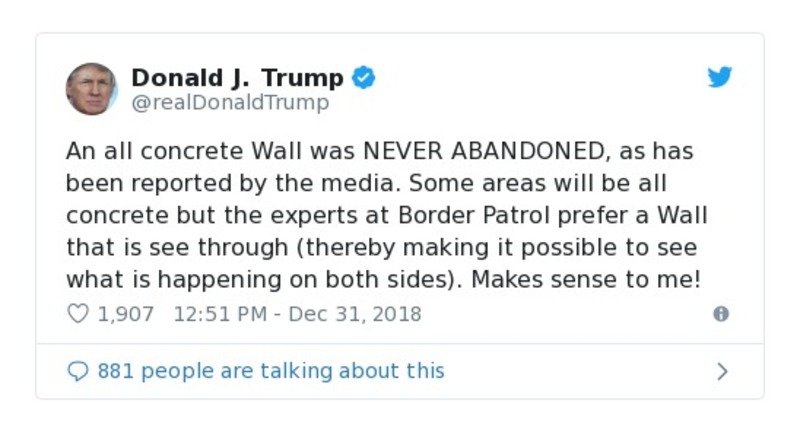 Donald J. Trump
@realDonaldTrump
An all concrete Wall was NEVER ABANDONED, as has
been reported by the media. Some areas will be all
concrete but the experts at Border Patrol prefer a Wall
that is see through (thereby making it possible to see
what is happening on both sides). Makes sense to me!
1,907 12:51 PM - Dec 31, 2018
881 people are talking about this